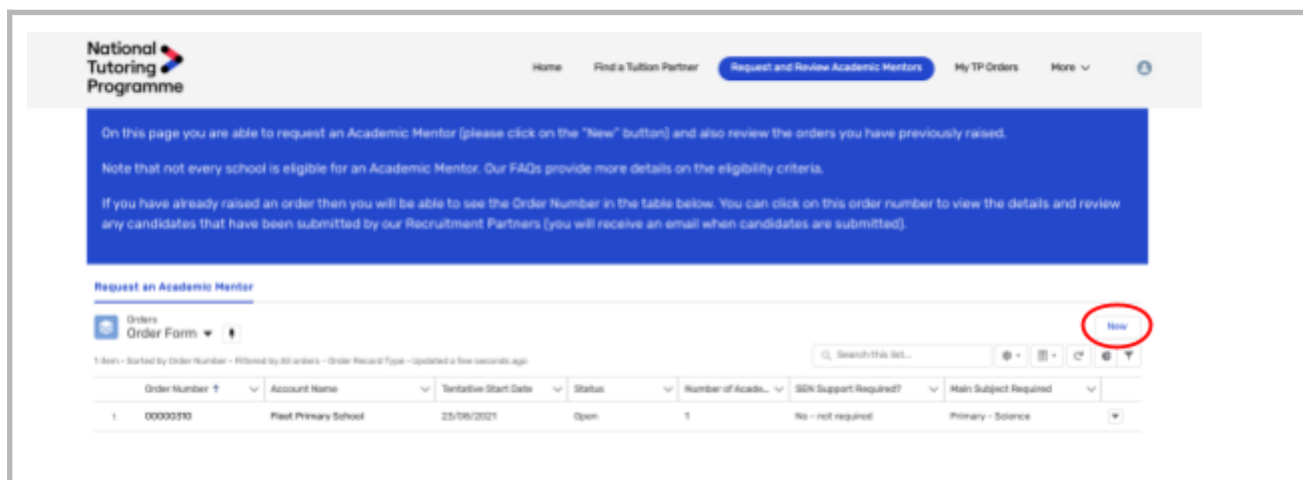 National
Tutoring
Programme
Home Find a Tuition Partner Request and Review Academic Mentors My TP Orders More
On this page you are able to request an Academic Mentor (please click on the "New" button) and also review the orders you have previously raised.
Note that not every school is eligible for an Academic Mentor. Our FAQs provide more details on the eligibility criteria.
If you have already raised an order then you will be able to see the Order Number in the table below. You can click on this order number to view the details and review
any candidates that have been submitted by our Recruitment Partners (you will receive an email when candidates are submitted).
Request an Academic Mentor
Orders
Order Form
New
1 item • Sorted by Order Number • Filtered by All orders - Order Record Type • Updated a few seconds ago
Search this list...
Order Number Account Name Tentative Start Date Status Number of Acade... SEN Support Required? Main Subject Required
1 00000310 Fleet Primary School 23/08/2021 Open 1 No - not required Primary - Science